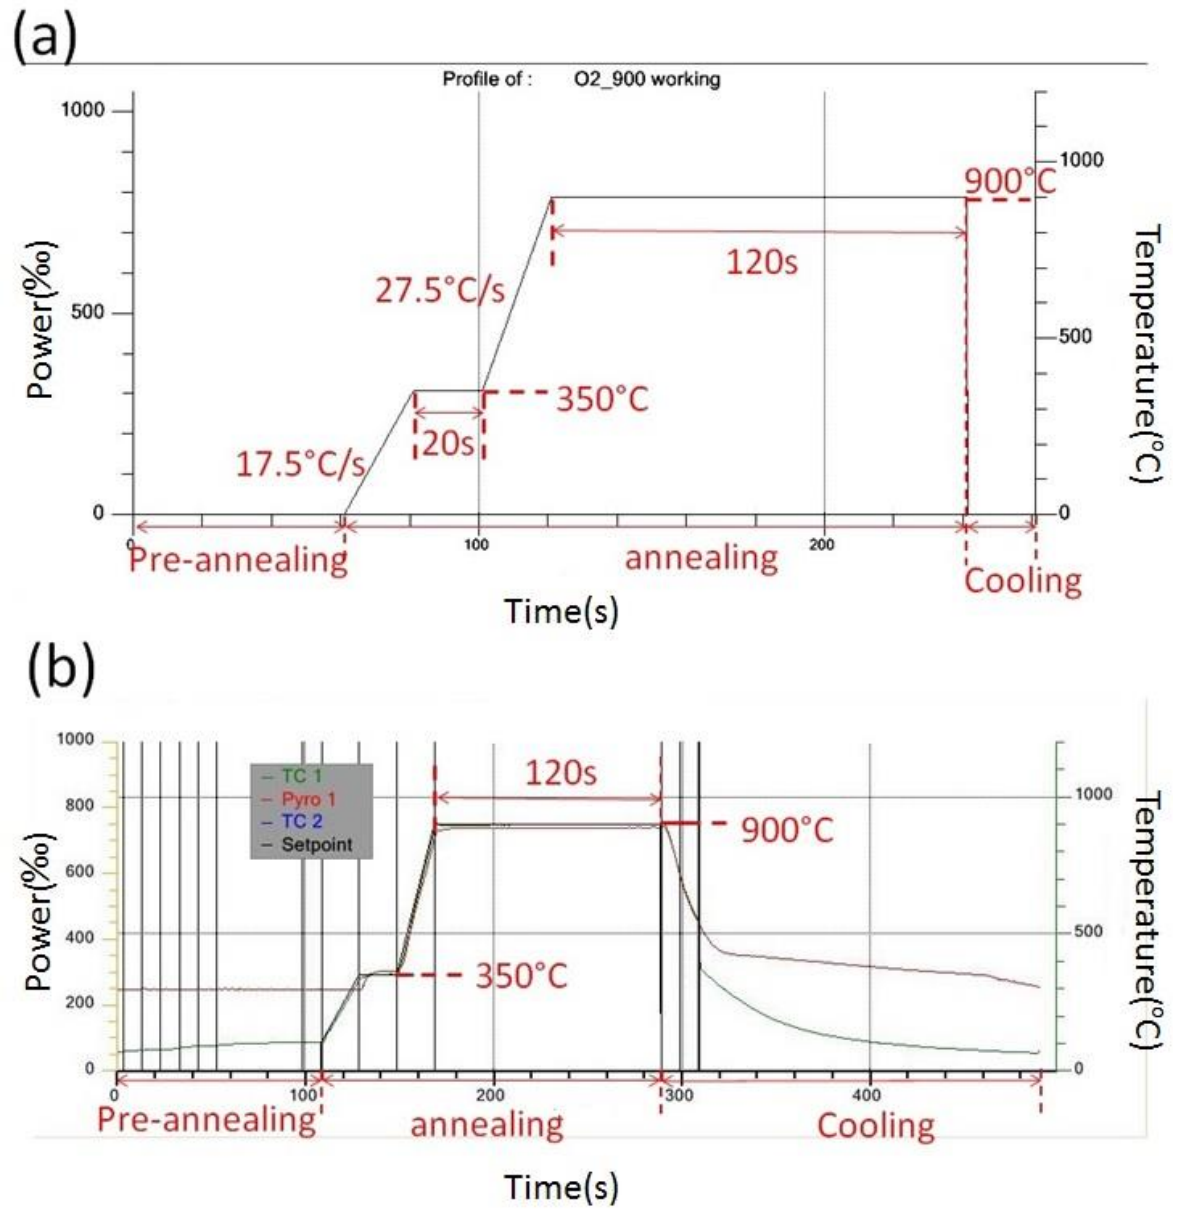 (a)
Profile of : O2_900 working
1000
1000
900°C
120s
27.5°C/s
500
500
350°C
20s
17.5°C/s
0
0
Power(‱)
Temperature(°C)
0 100 200
Pre-annealing annealing Cooling
Time(s)
(b)
1000
TC 1
Pyro 1
TC 2
Setpoint
120s
800
1000
900°C
600
400
500
350°C
200
0
0
Power(‱)
Temperature(°C)
0 100 200 300 400
Pre-annealing annealing Cooling
Time(s)